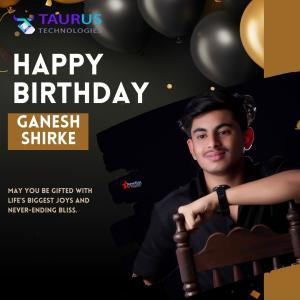 TAURUS
TECHNOLOGIES
HAPPY
BIRTHDAY
GANESH
SHIRKE
MAY YOU BE GIFTED WITH
LIFE'S BIGGEST JOYS AND
NEVER-ENDING BLISS.